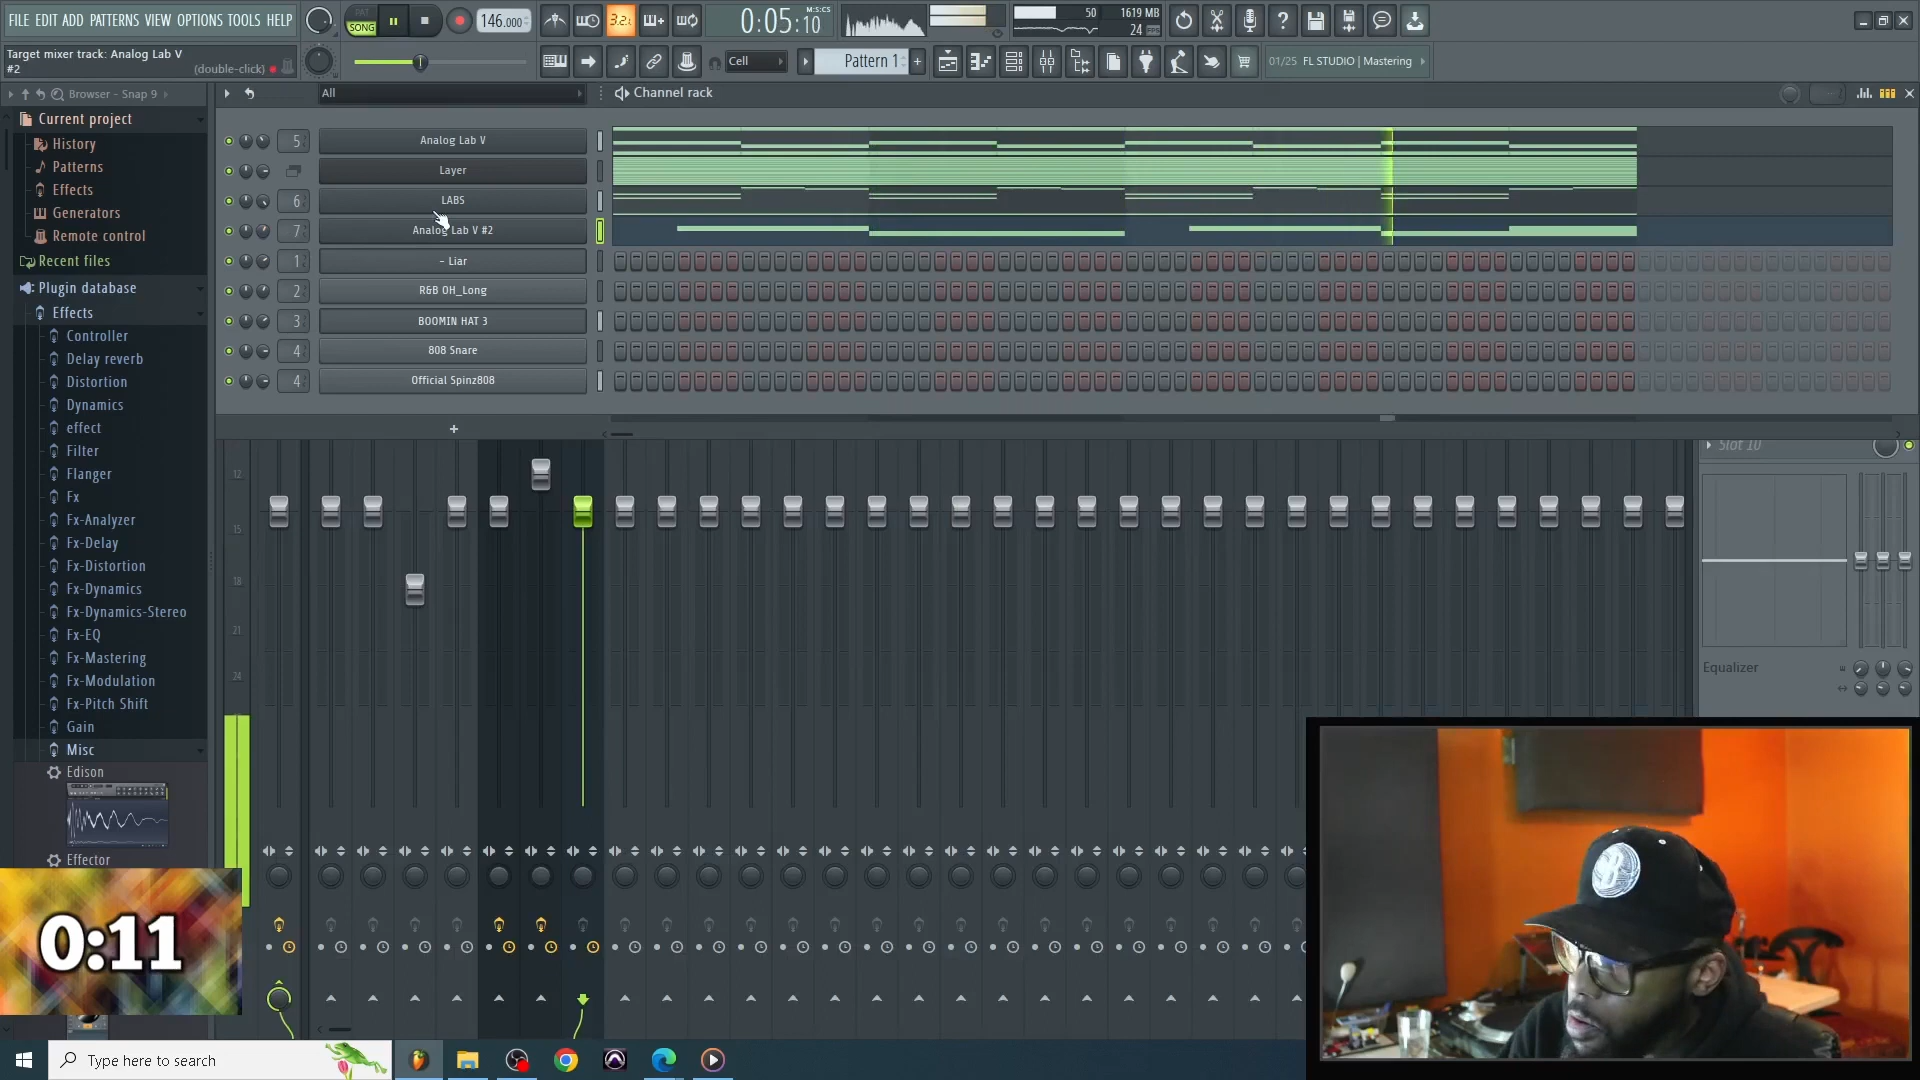 FILE EDIT ADD PATTERNS VIEW OPTIONS TOOLS HELP
PAT
SONG
146.000
3.2.
0:05:10
M:S:CS
50
1619 MB
24
Target mixer track: Analog Lab V
#2
(double-click)
Cell
Pattern 1
+
01/25 FL STUDIO | Mastering
Browser - Snap 9
All
Channel rack
Current project
History
Patterns
Effects
Generators
Remote control
Recent files
Plugin database
Effects
Controller
Delay reverb
Distortion
Dynamics
effect
Filter
Flanger
Fx
Fx-Analyzer
Fx-Delay
Fx-Distortion
Fx-Dynamics
Fx-Dynamics-Stereo
Fx-EQ
Fx-Mastering
Fx-Modulation
Fx-Pitch Shift
Gain
Misc
Edison
Effector
5 Analog Lab V
Layer
6 LABS
7 Analog Lab V #2
1 - Liar
2 R&B OH_Long
3 BOOMIN HAT 3
4 808 Snare
4 Official Spinz808
+
12
15
18
21
24
Slot 10
Equalizer
0:11
Type here to search